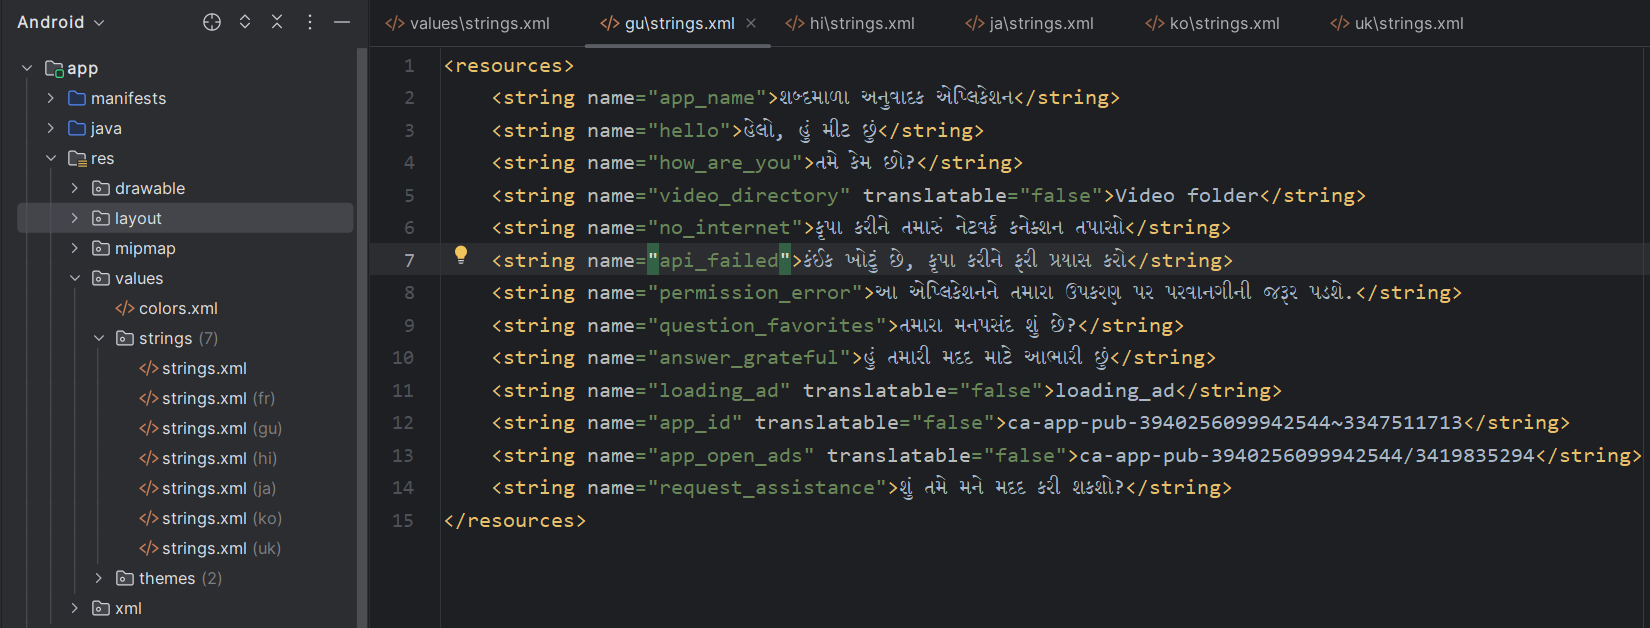 Android
app
manifests
java
res
drawable
layout
mipmap
values
colors.xml
strings (7)
strings.xml
strings.xml (fr)
strings.xml (gu)
strings.xml (hi)
strings.xml (ja)
strings.xml (ko)
strings.xml (uk)
themes (2)
xml
values\strings.xml gu\strings.xml hi\strings.xml ja\strings.xml ko\strings.xml uk\strings.xml
1 <resources>
2 <string name="app_name">શબ્દમાળા અનુવાદક એપ્લિકેશન</string>
3 <string name="hello">હેલો, હું મીટ છું</string>
4 <string name="how_are_you">તમે કેમ છો?</string>
5 <string name="video_directory" translatable="false">Video folder</string>
6 <string name="no_internet">કૃપા કરીને તમારું નેટવર્ક કનેક્શન તપાસો</string>
7 <string name="api_failed">કંઈક ખોટું છે, કૃપા કરીને ફરી પ્રયાસ કરો</string>
8 <string name="permission_error">આ એપ્લિકેશનને તમારા ઉપકરણ પર પરવાનગીની જરૂર પડશે.</string>
9 <string name="question_favorites">તમારા મનપસંદ શું છે?</string>
10 <string name="answer_grateful">હું તમારી મદદ માટે આભારી છું</string>
11 <string name="loading_ad" translatable="false">loading_ad</string>
12 <string name="app_id" translatable="false">ca-app-pub-3940256099942544~3347511713</string>
13 <string name="app_open_ads" translatable="false">ca-app-pub-3940256099942544/3419835294</string>
14 <string name="request_assistance">શું તમે મને મદદ કરી શકશો?</string>
15 </resources>